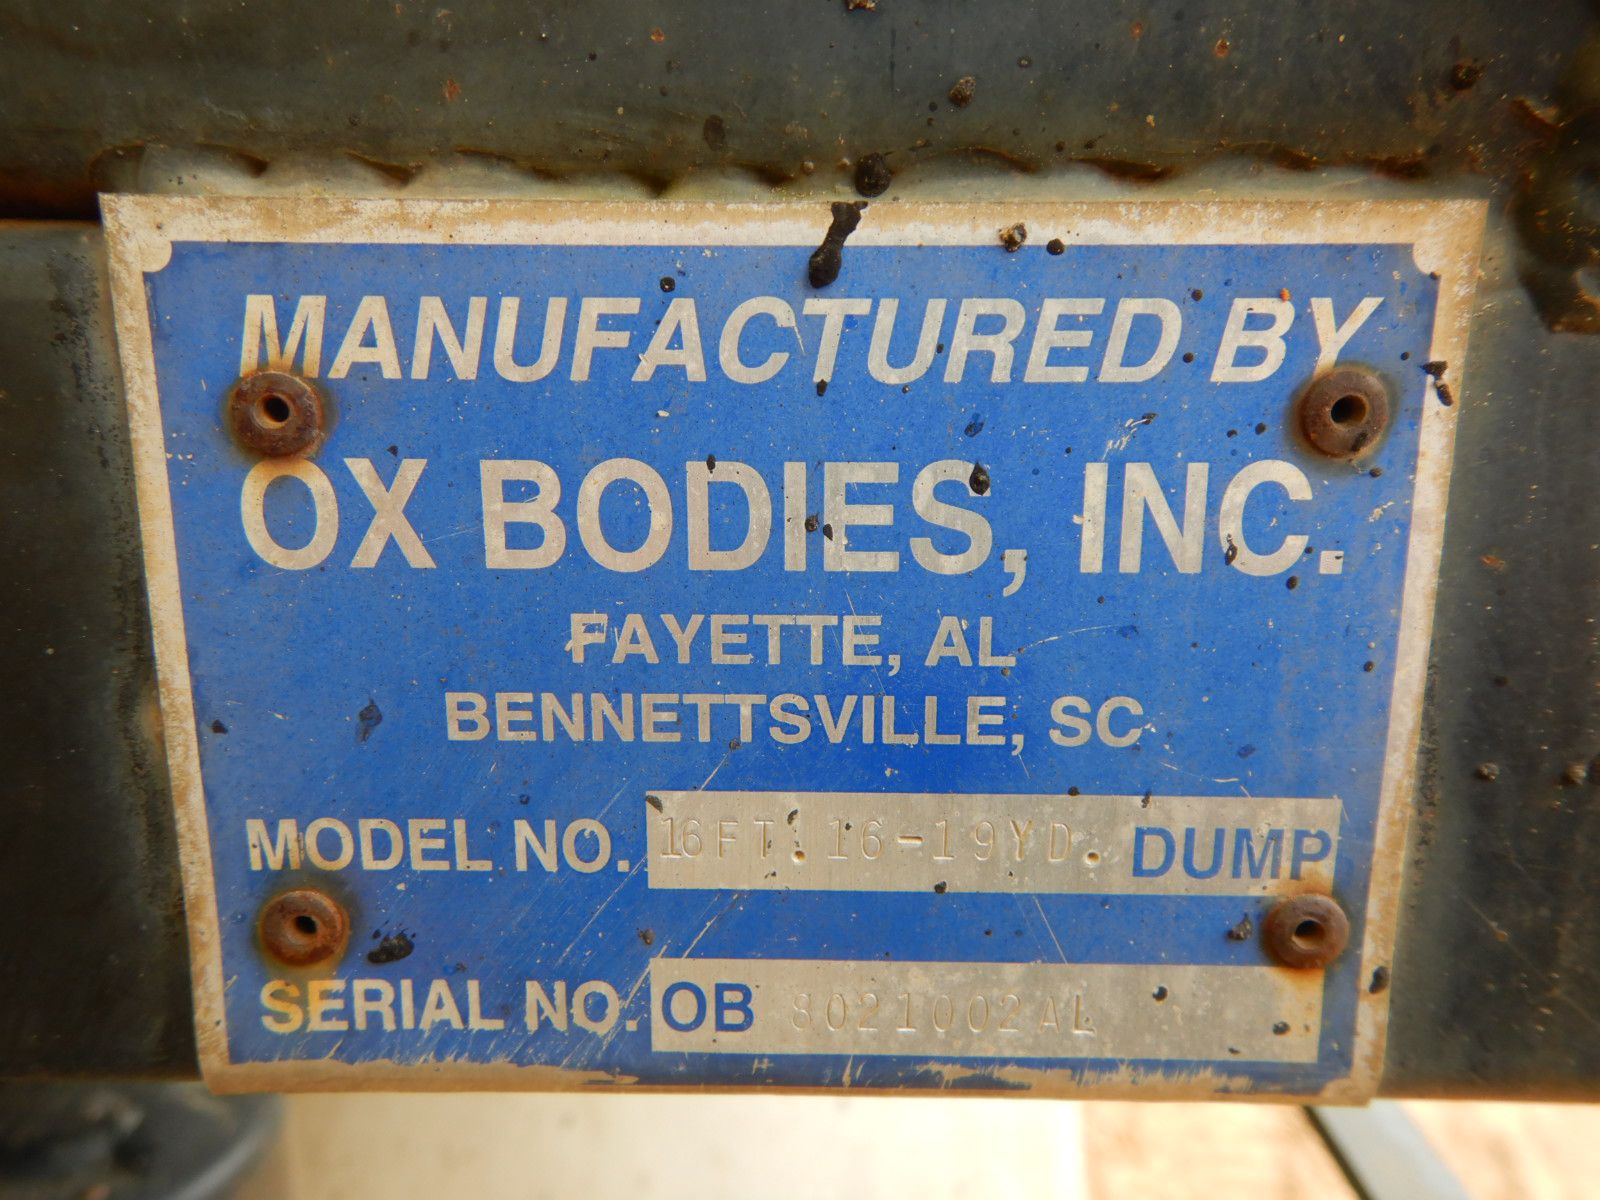 MANUFACTURED BY
OX BODIES, INC.
FAYETTE, AL
BENNETTSVILLE, SC
MODEL NO. 16FT. 16-19YD. DUMP
SERIAL NO. OB 8021002AL